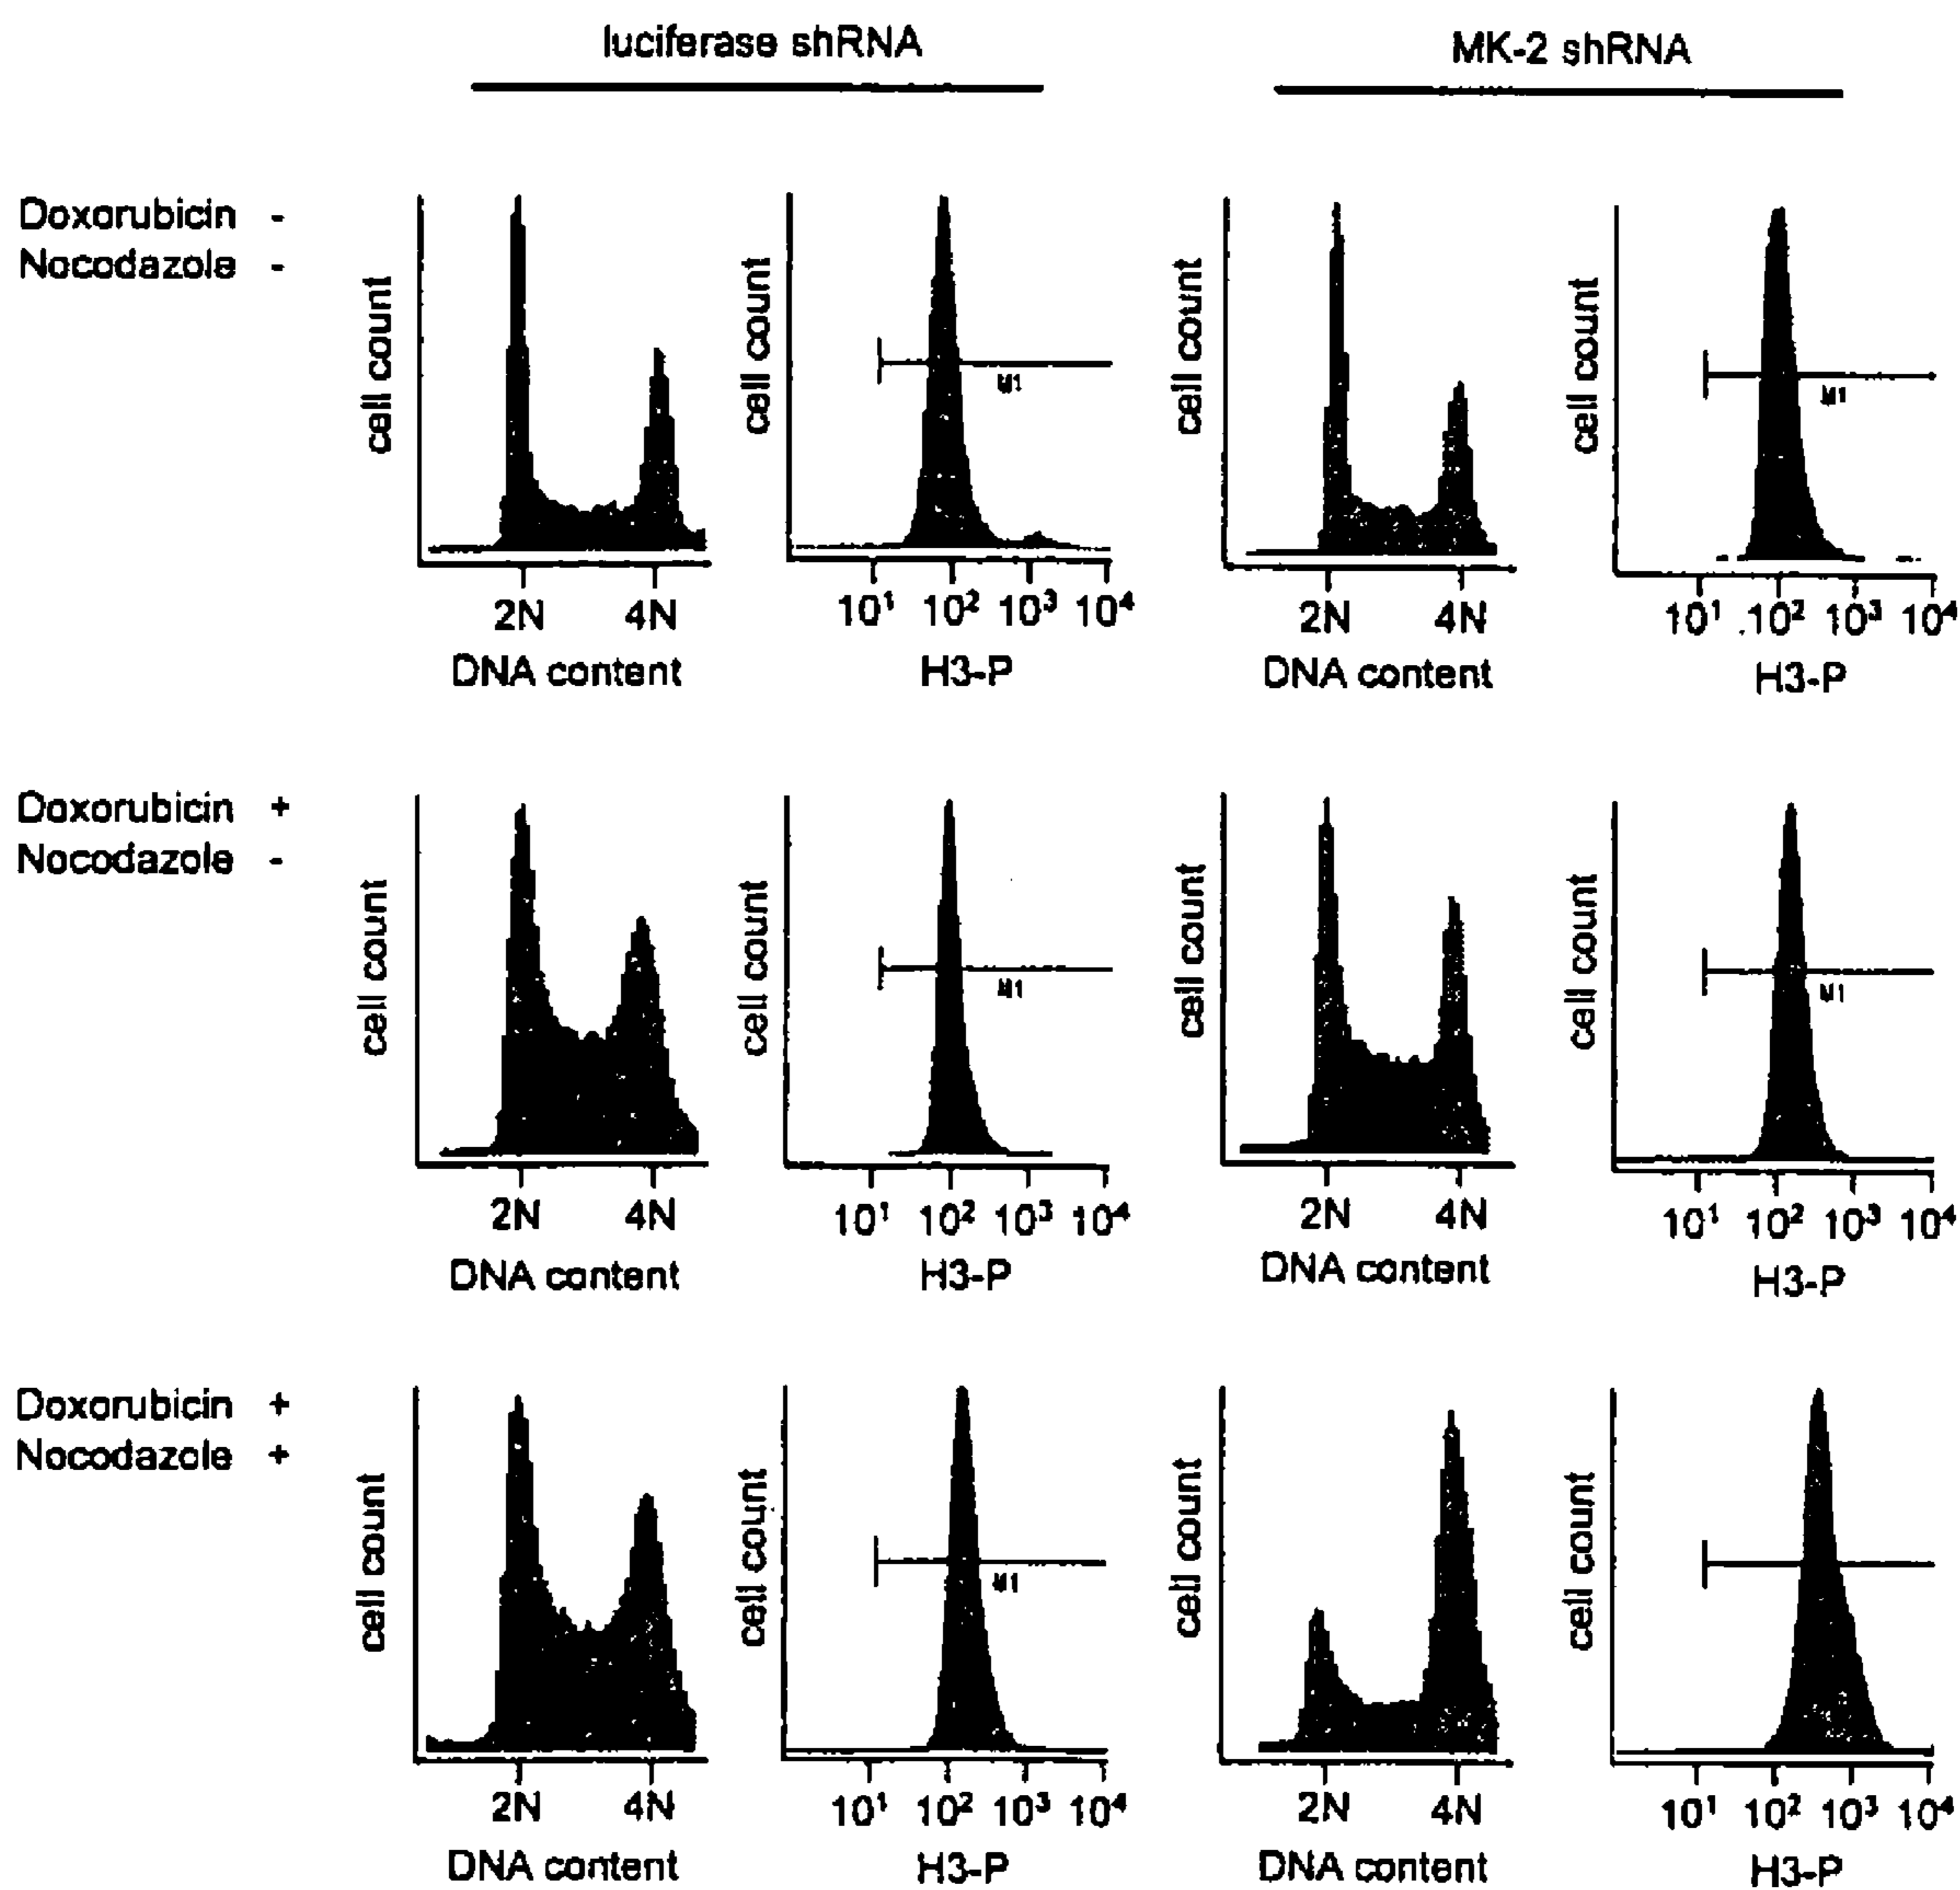 luciferase shRNA
MK-2 shRNA
Doxorubicin -
Nocodazole -
cell count
cell count
cell count
cell count
M1
M1
2N 4N
10¹ 10² 10³ 10⁴
2N 4N
10¹ 10² 10³ 10⁴
DNA content
H3-P
DNA content
H3-P
Doxorubicin +
Nocodazole -
cell count
cell count
cell count
cell count
M1
M1
2N 4N
10¹ 10² 10³ 10⁴
2N 4N
10¹ 10² 10³ 10⁴
DNA content
H3-P
DNA content
H3-P
Doxorubicin +
Nocodazole +
cell count
cell count
cell count
cell count
M1
2N 4N
10¹ 10² 10³ 10⁴
2N 4N
10¹ 10² 10³ 10⁴
DNA content
H3-P
DNA content
H3-P